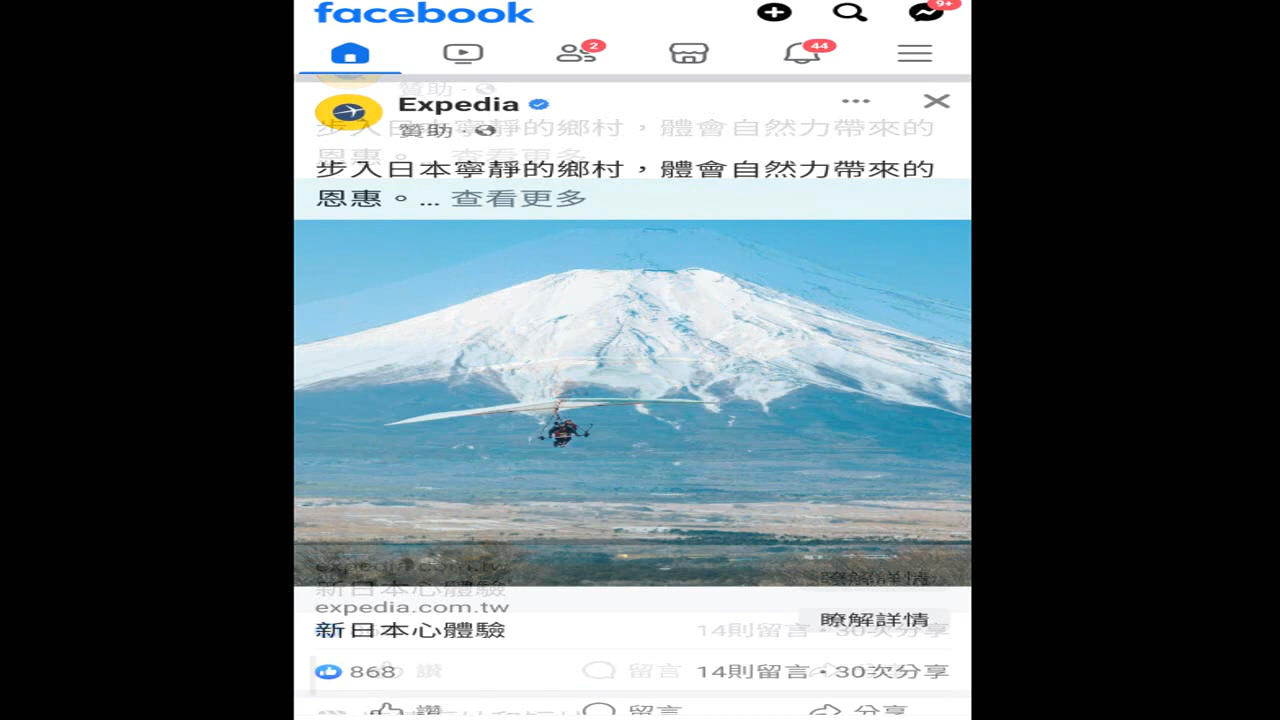 facebook
9+
2
44
Expedia
贊助 ·
步入日本寧靜的鄉村，體會自然力帶來的
恩惠。... 查看更多
expedia.com.tw
新日本心體驗
瞭解詳情
868
14則留言 · 30次分享
讚
留言
分享